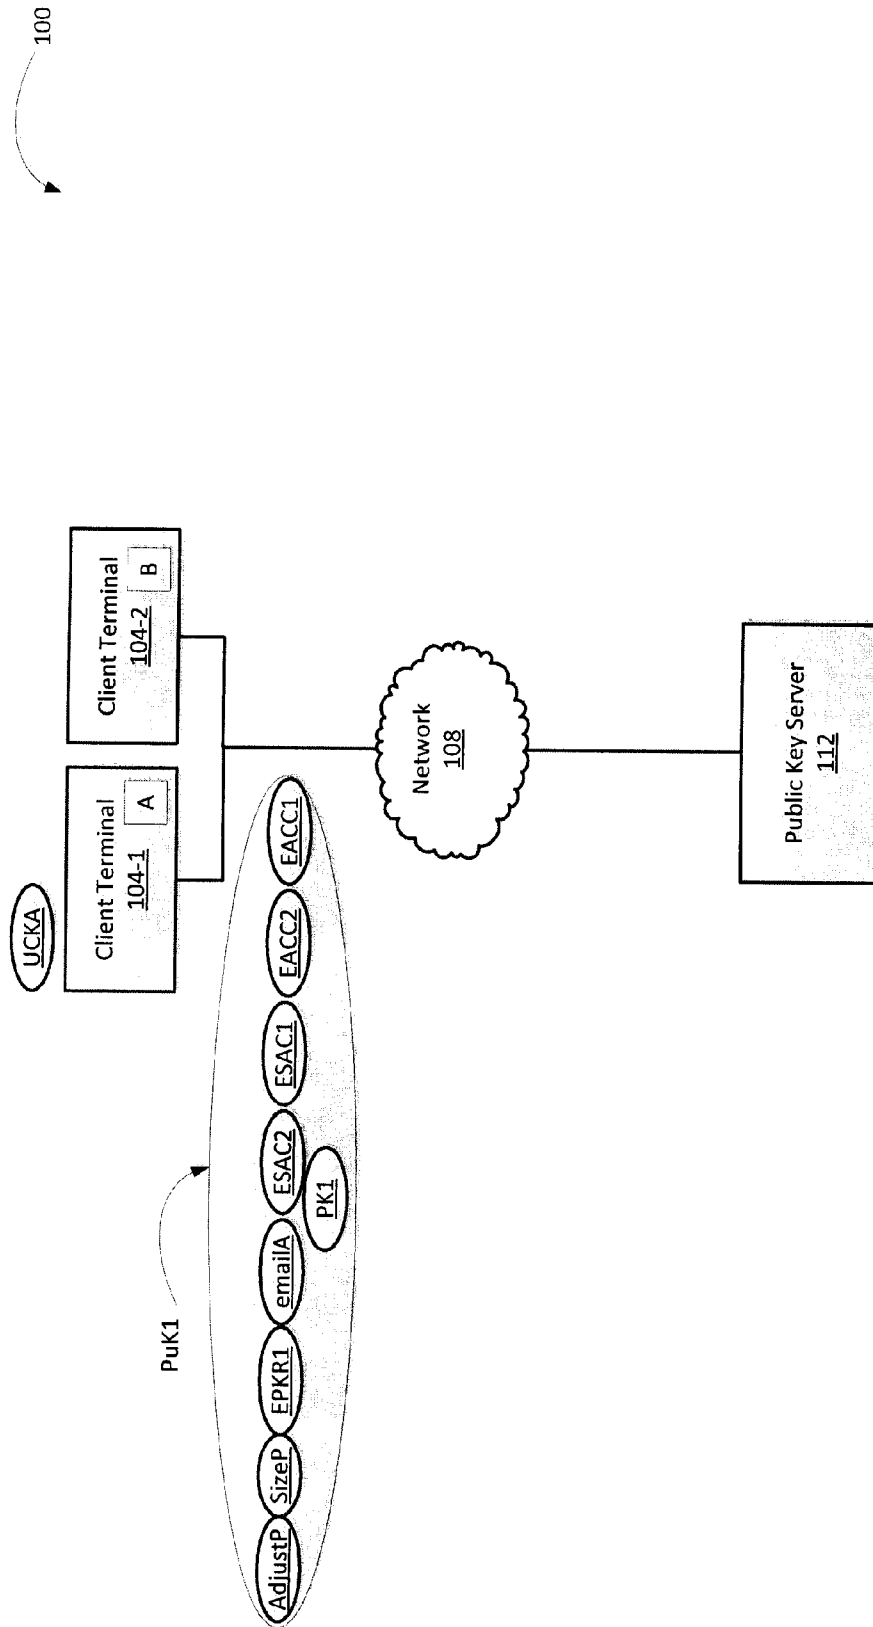 100
UCKA
Client Terminal
104-1
A
Client Terminal
104-2
B
PuK1
AdjustP
SizeP
EPKR1
emailA
ESAC2
ESAC1
EACC2
EACC1
PK1
Network
108
Public Key Server
112